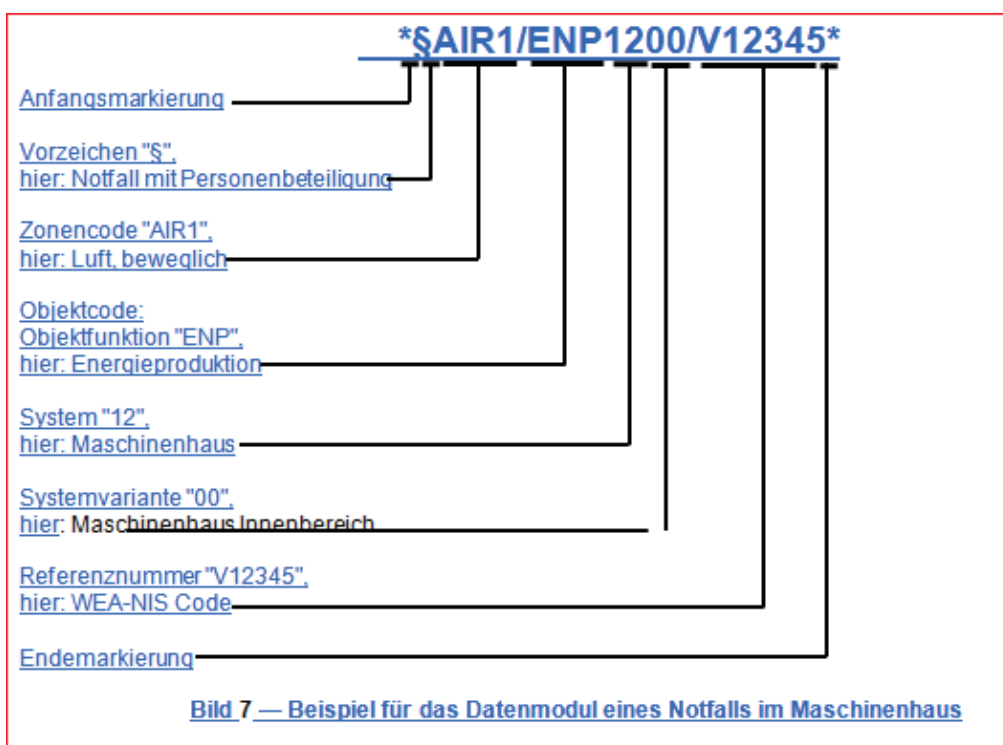 *§AIR1/ENP1200/V12345*
Anfangsmarkierung
Vorzeichen "§",
hier: Notfall mit Personenbeteiligung
Zonencode "AIR1",
hier: Luft, beweglich
Objektcode:
Objektfunktion "ENP",
hier: Energieproduktion
System "12",
hier: Maschinenhaus
Systemvariante "00",
hier: Maschinenhaus Innenbereich
Referenznummer "V12345",
hier: WEA-NIS Code
Endemarkierung
Bild 7 — Beispiel für das Datenmodul eines Notfalls im Maschinenhaus